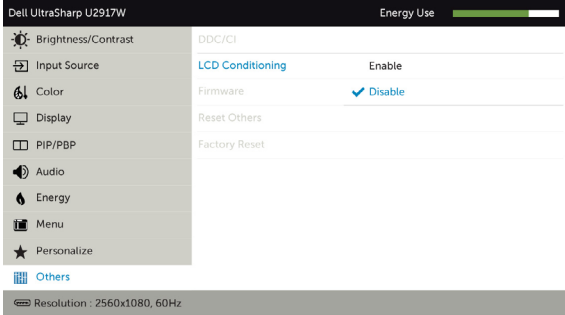 Dell UltraSharp U2917W Energy Use
Brightness/Contrast DDC/CI
Input Source LCD Conditioning Enable
Color Firmware Disable
Display Reset Others
PIP/PBP Factory Reset
Audio
Energy
Menu
Personalize
Others
Resolution : 2560x1080, 60Hz